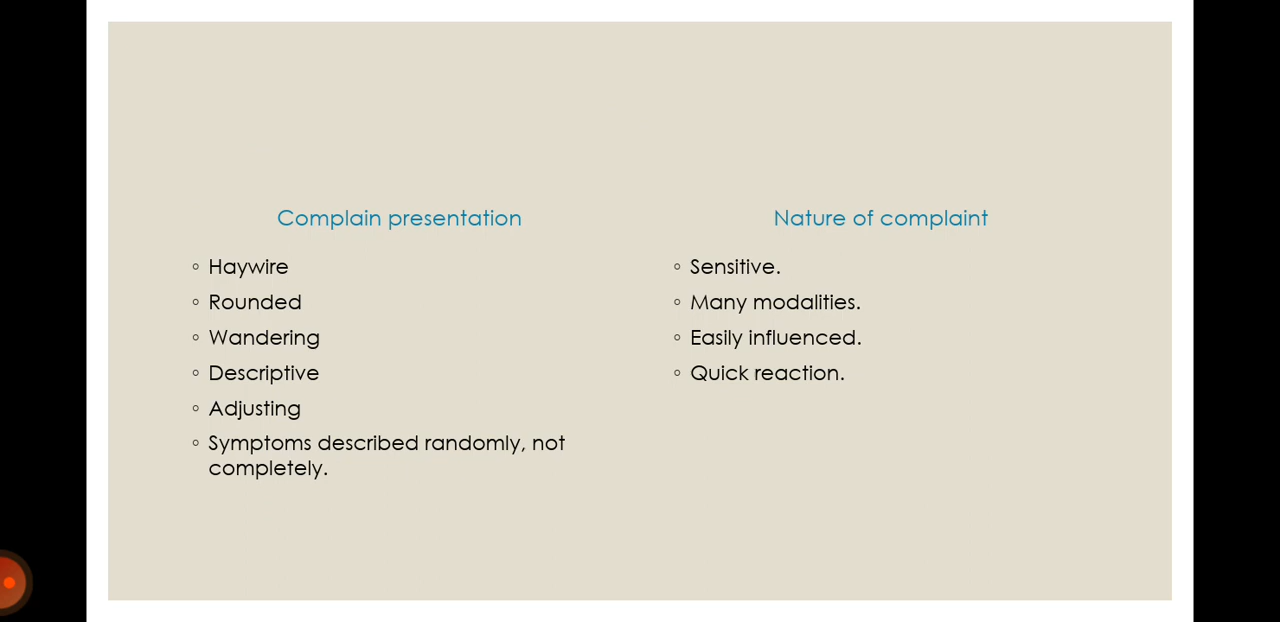 Complain presentation
◦ Haywire
◦ Rounded
◦ Wandering
◦ Descriptive
◦ Adjusting
◦ Symptoms described randomly, not
completely.
Nature of complaint
◦ Sensitive.
◦ Many modalities.
◦ Easily influenced.
◦ Quick reaction.